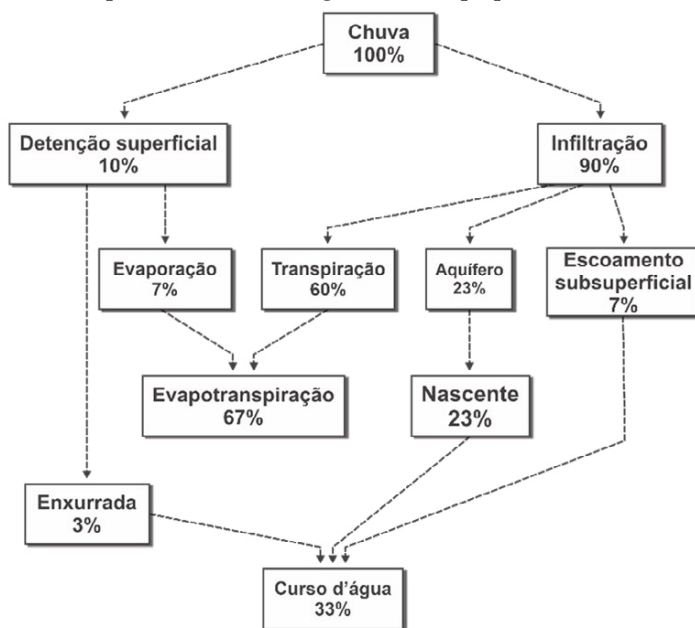 Chuva
100%
Detenção superficial
10%
Infiltração
90%
Evaporação
7%
Transpiração
60%
Aquífero
23%
Escoamento
subsuperficial
7%
Evapotranspiração
67%
Nascente
23%
Enxurrada
3%
Curso d'água
33%